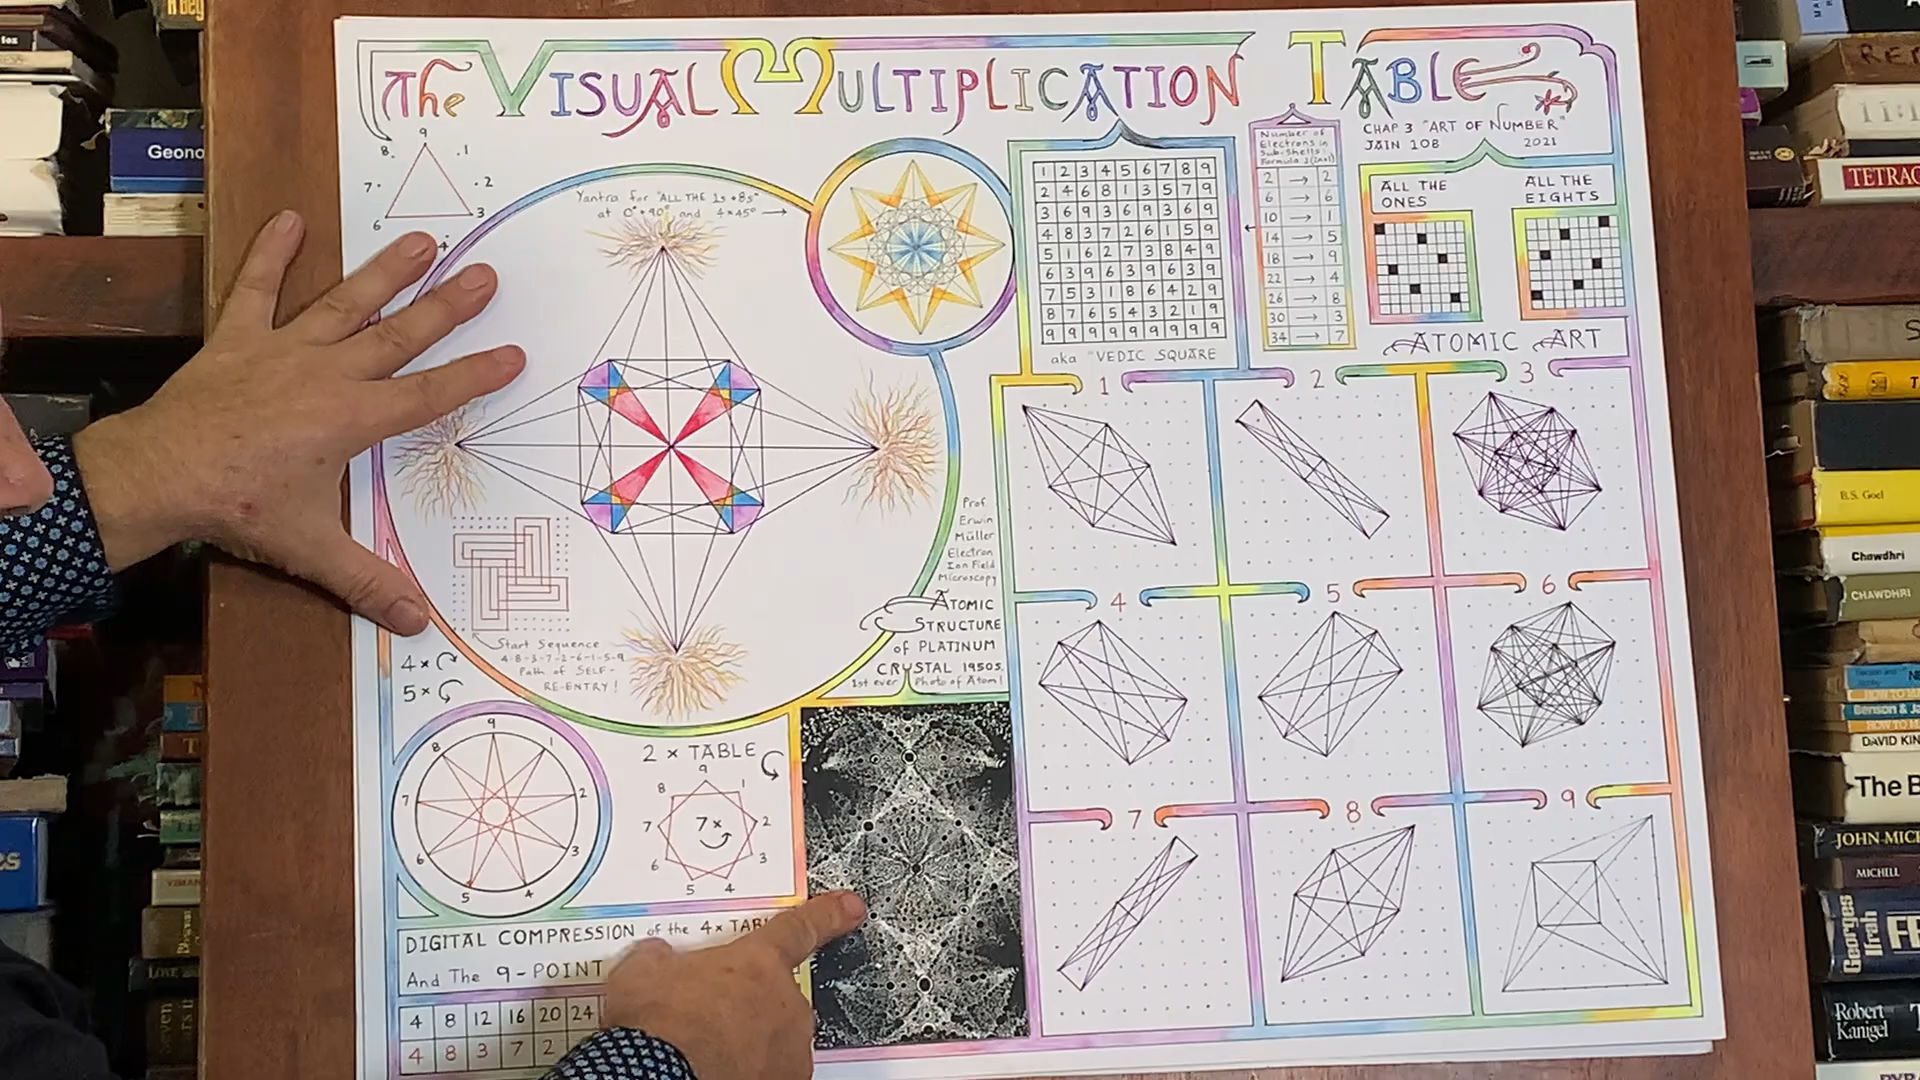 The VISUAL MULTIPLICATION TABLE
CHAP 3 "ART OF NUMBER"
JAIN 108 2021
9
8 1
7 2
6 3
4
Yantra for "ALL THE 1s + 8s"
at 0° + 90° and 4 x 45° →
1 2 3 4 5 6 7 8 9
2 4 6 8 1 3 5 7 9
3 6 9 3 6 9 3 6 9
4 8 3 7 2 6 1 5 9
5 1 6 2 7 3 8 4 9
6 3 9 6 3 9 6 3 9
7 5 3 1 8 6 4 2 9
8 7 6 5 4 3 2 1 9
9 9 9 9 9 9 9 9 9
aka "VEDIC SQUARE
Number of
Electrons in
Sub-Shells:
Formula
2 → 2
6 → 6
10 → 1
14 → 5
18 → 9
22 → 4
26 → 8
30 → 3
34 → 7
ALL THE
ONES
ALL THE
EIGHTS
ATOMIC ART
1 2 3
4 5 6
7 8 9
Prof
Erwin
Müller
Electron
Ion Field
Microscopy
ATOMIC
STRUCTURE
of PLATINUM
CRYSTAL 1950s.
1st ever Photo of Atom!
Start Sequence
4-8-3-7-2-6-1-5-9
Path of SELF-
RE-ENTRY!
4 x
5 x
9
8 1
7 2
6 3
5 4
2 x TABLE
9
8 1
7 7 x 2
6 3
5 4
DIGITAL COMPRESSION of the 4 x
And The 9-POINT
4 8 12 16 20 24
4 8 3 7 2
TETRAC
B.S. Goel
Chawdhri
CHAWDHRI
Benson & Ja
DAVID KIN
The B
JOHN MIC
MICHELL
Georges
Ifrah
Robert
Kanigel
Geono